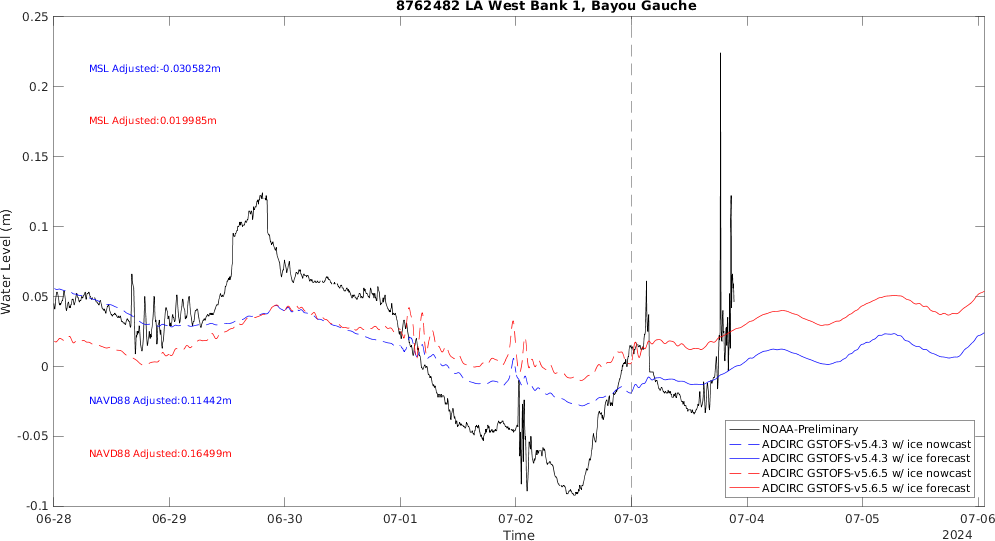 8762482 LA West Bank 1, Bayou Gauche
0.25
0.2
0.15
0.1
0.05
0
-0.05
-0.1
Water Level (m)
MSL Adjusted:-0.030582m
MSL Adjusted:0.019985m
NAVD88 Adjusted:0.11442m
NAVD88 Adjusted:0.16499m
NOAA-Preliminary
ADCIRC GSTOFS-v5.4.3 w/ ice nowcast
ADCIRC GSTOFS-v5.4.3 w/ ice forecast
ADCIRC GSTOFS-v5.6.5 w/ ice nowcast
ADCIRC GSTOFS-v5.6.5 w/ ice forecast
06-28 06-29 06-30 07-01 07-02 07-03 07-04 07-05 07-06
Time
2024